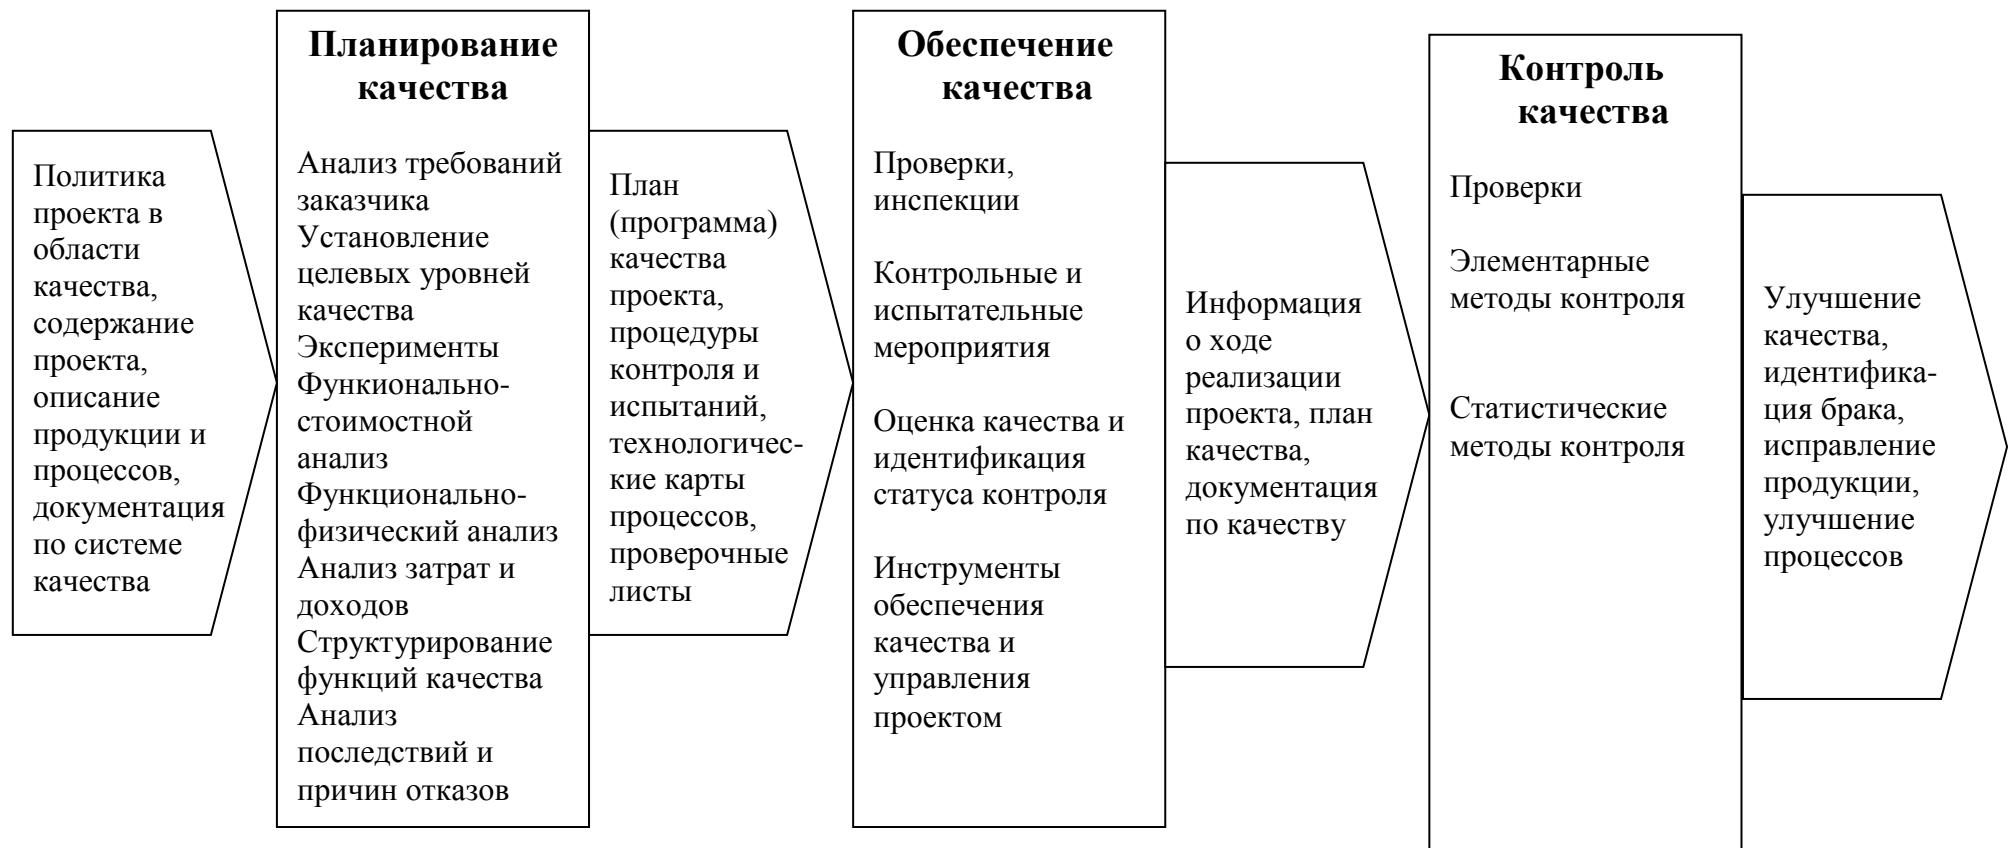 Политика
проекта в
области
качества,
содержание
проекта,
описание
продукции и
процессов,
документация
по системе
качества
Планирование
качества
Анализ требований
заказчика
Установление
целевых уровней
качества
Эксперименты
Функионально-
стоимостной
анализ
Функционально-
физический анализ
Анализ затрат и
доходов
Структурирование
функций качества
Анализ
последствий и
причин отказов
План
(программа)
качества
проекта,
процедуры
контроля и
испытаний,
технологичес-
кие карты
процессов,
проверочные
листы
Обеспечение
качества
Проверки,
инспекции
Контрольные и
испытательные
мероприятия
Оценка качества и
идентификация
статуса контроля
Инструменты
обеспечения
качества и
управления
проектом
Информация
о ходе
реализации
проекта, план
качества,
документация
по качеству
Контроль
качества
Проверки
Элементарные
методы контроля
Статистические
методы контроля
Улучшение
качества,
идентифика-
ция брака,
исправление
продукции,
улучшение
процессов